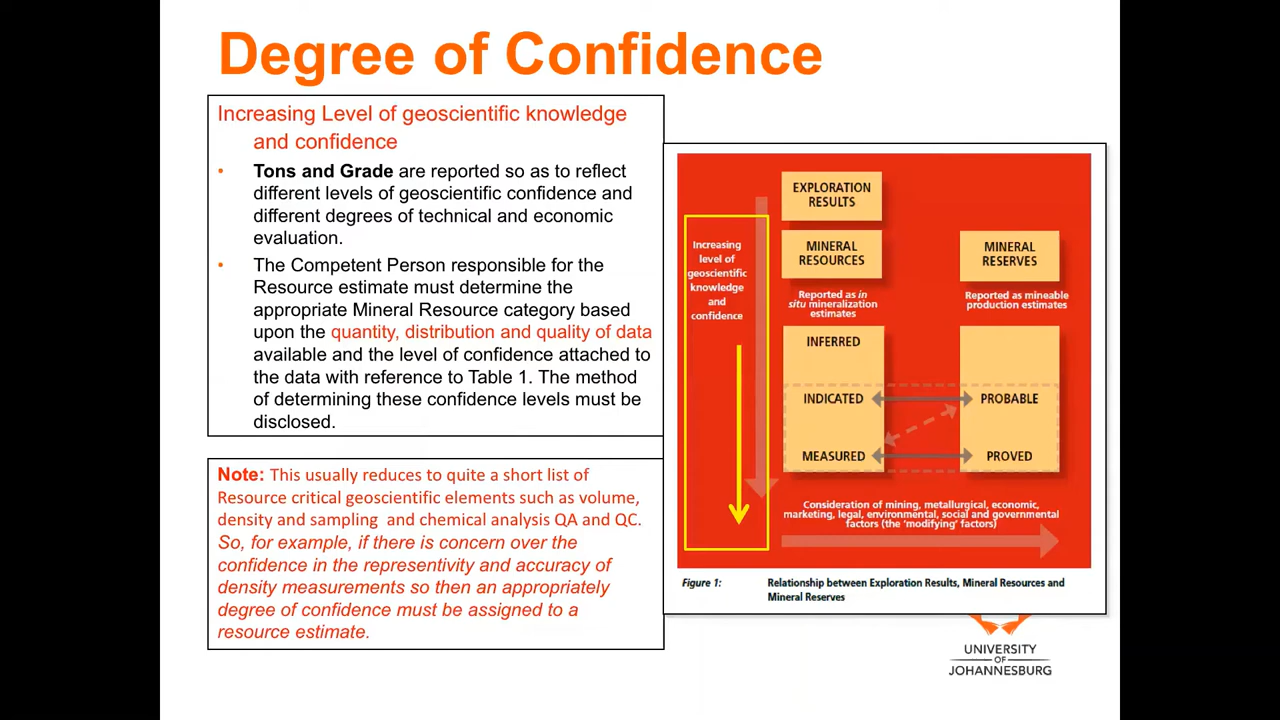 Degree of Confidence
Increasing Level of geoscientific knowledge
and confidence
• Tons and Grade are reported so as to reflect
different levels of geoscientific confidence and
different degrees of technical and economic
evaluation.
• The Competent Person responsible for the
Resource estimate must determine the
appropriate Mineral Resource category based
upon the quantity, distribution and quality of data
available and the level of confidence attached to
the data with reference to Table 1. The method
of determining these confidence levels must be
disclosed.
Note: This usually reduces to quite a short list of
Resource critical geoscientific elements such as volume,
density and sampling and chemical analysis QA and QC.
So, for example, if there is concern over the
confidence in the representivity and accuracy of
density measurements so then an appropriately
degree of confidence must be assigned to a
resource estimate.
EXPLORATION
RESULTS
Increasing
level of
geoscientific
knowledge
and
confidence
MINERAL
RESOURCES
MINERAL
RESERVES
Reported as in
situ mineralization
estimates
Reported as mineable
production estimates
INFERRED
INDICATED
PROBABLE
MEASURED
PROVED
Consideration of mining, metallurgical, economic,
marketing, legal, environmental, social and governmental
factors (the ‘modifying’ factors)
Figure 1: Relationship between Exploration Results, Mineral Resources and
Mineral Reserves
UNIVERSITY
OF
JOHANNESBURG